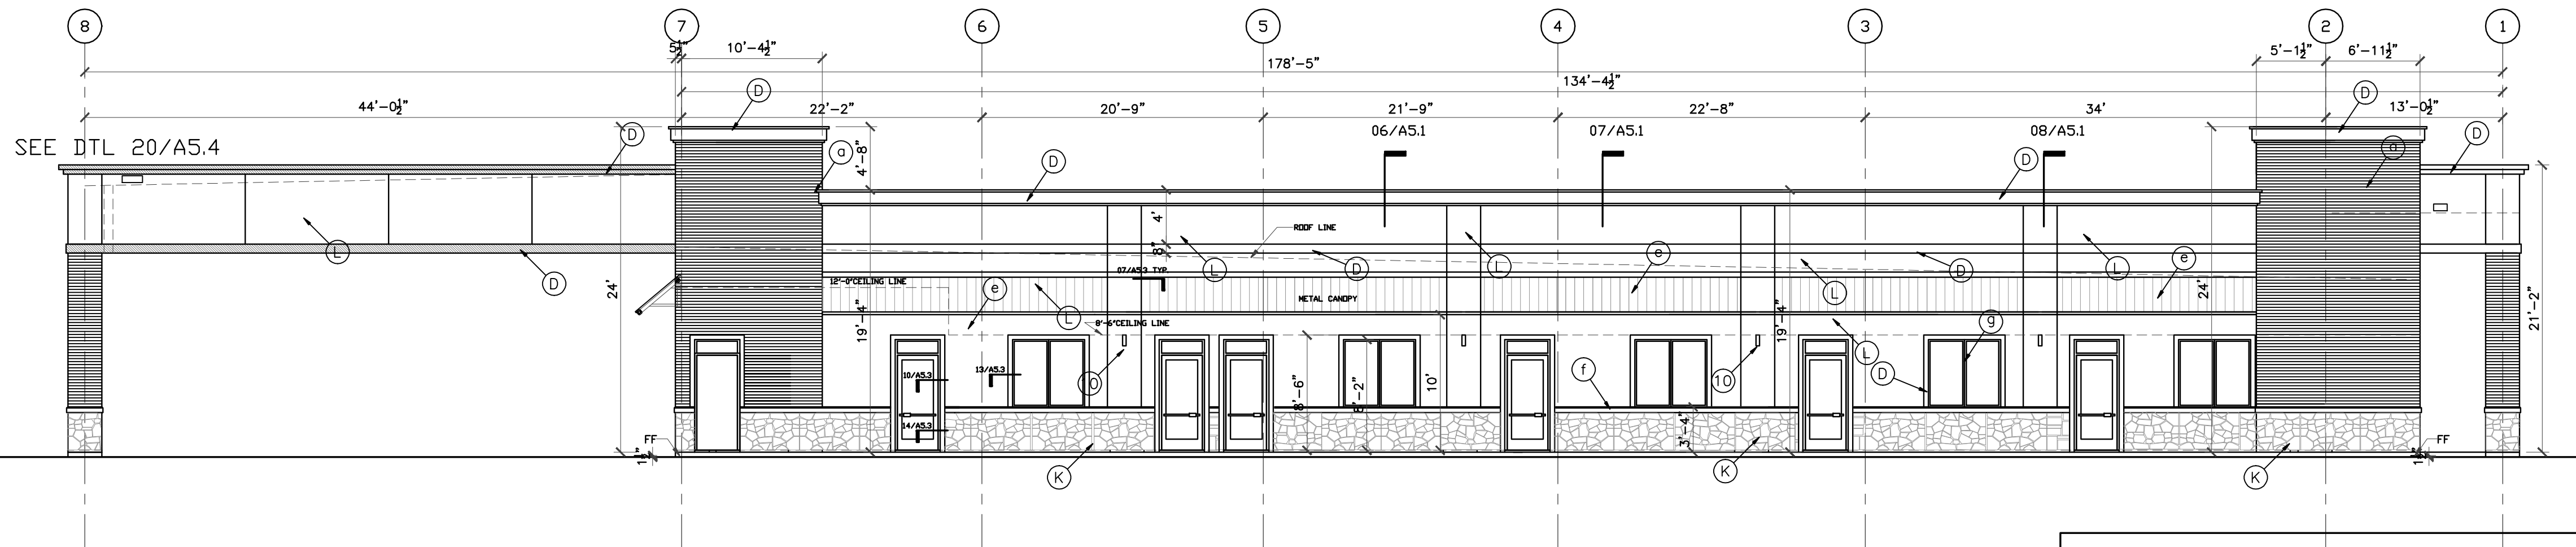 8 7 6 5 4 3 2 1
5½" 10'-4½" 5'-1½" 6'-11½"
178'-5"
134'-4½"
44'-0½" 22'-2" 20'-9" 21'-9" 22'-8" 34' 13'-0½"
D D
06/A5.1 07/A5.1 08/A5.1
SEE DTL 20/A5.4
D D
4'-8" a D D a
4'
ROOF LINE
L 8" L D L e L D L e
07/A5.3 TYP.
D 24' 12'-0"CEILING LINE e L METAL CANOPY 24'
19'-4" 8'-6"CEILING LINE 19'-4" g 21'-2"
L
10/A5.3 13/A5.3 10 8'-6" 8'-2" 10' f 10 D
14/A5.3 3'-4"
FF FF
K K K